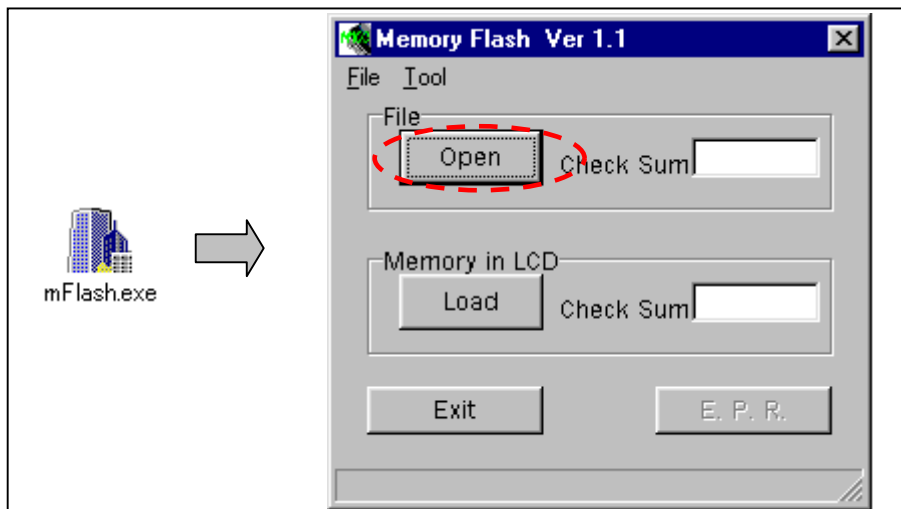 mFlash.exe
Memory Flash Ver 1.1
File Tool
File
Open Check Sum
Memory in LCD
Load Check Sum
Exit E. P. R.